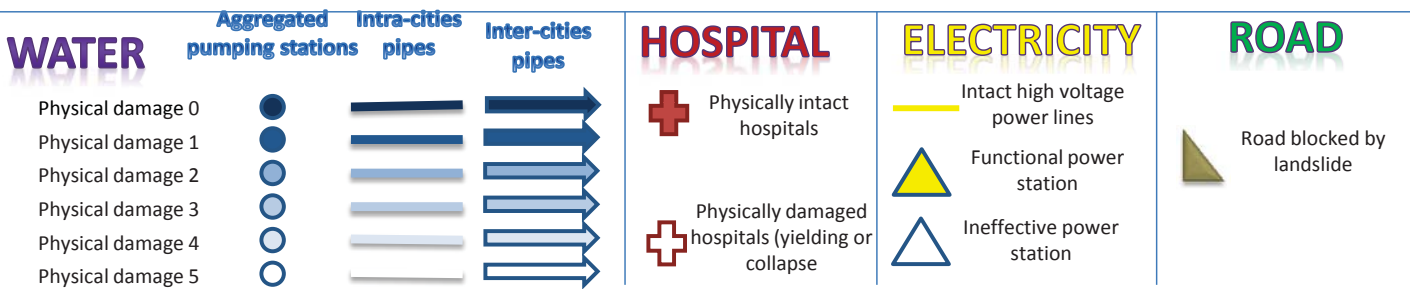 WATER
Aggregated
pumping stations
Intra-cities
pipes
Inter-cities
pipes
Physical damage 0
Physical damage 1
Physical damage 2
Physical damage 3
Physical damage 4
Physical damage 5
HOSPITAL
Physically intact
hospitals
Physically damaged
hospitals (yielding or
collapse
ELECTRICITY
Intact high voltage
power lines
Functional power
station
Ineffective power
station
ROAD
Road blocked by
landslide